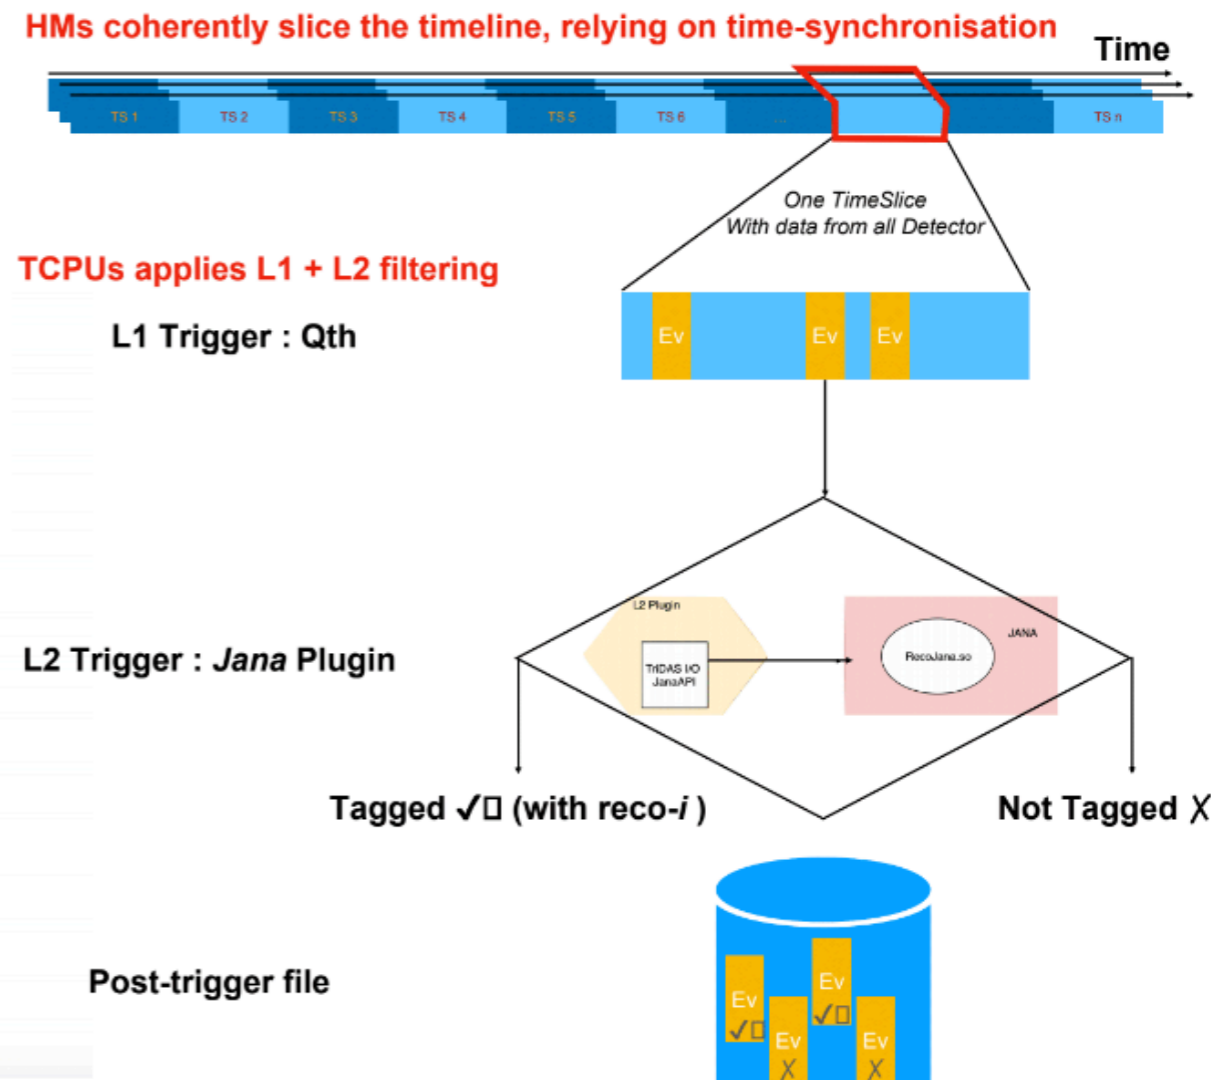 HMs coherently slice the timeline, relying on time-synchronisation
Time
TS 1 TS 2 TS 3 TS 4 TS 5 TS 6 ... TS n
One TimeSlice
With data from all Detector
TCPUs applies L1 + L2 filtering
L1 Trigger : Qth
Ev Ev Ev
L2 Plugin
JANA
L2 Trigger : Jana Plugin
TriDAS I/O
JanaAPI
RecoJana.so
Tagged ✓▯ (with reco-i )
Not Tagged ╳
Post-trigger file
Ev
✓▯
Ev
╳
Ev
✓▯
Ev
╳